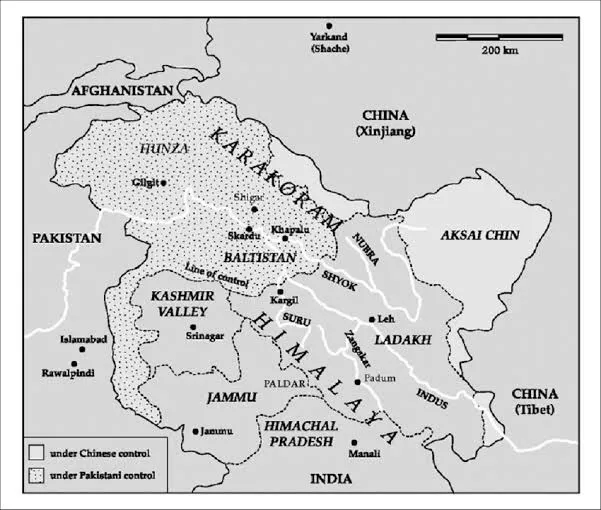 Yarkand
(Shache)
200 km
AFGHANISTAN
CHINA
(Xinjiang)
KARAKORAM
HUNZA
Gilgit
Shigar
Skardu
Khapalu
NUBRA
AKSAI CHIN
PAKISTAN
BALTISTAN
SHYOK
Line of control
KASHMIR
VALLEY
Kargil
Srinagar
SURU
Leh
LADAKH
HIMALAYA
Zangskar
Islamabad
Rawalpindi
PALDAR
Padum
INDUS
CHINA
(Tibet)
JAMMU
Jammu
HIMACHAL
PRADESH
Manali
INDIA
under Chinese control
under Pakistani control